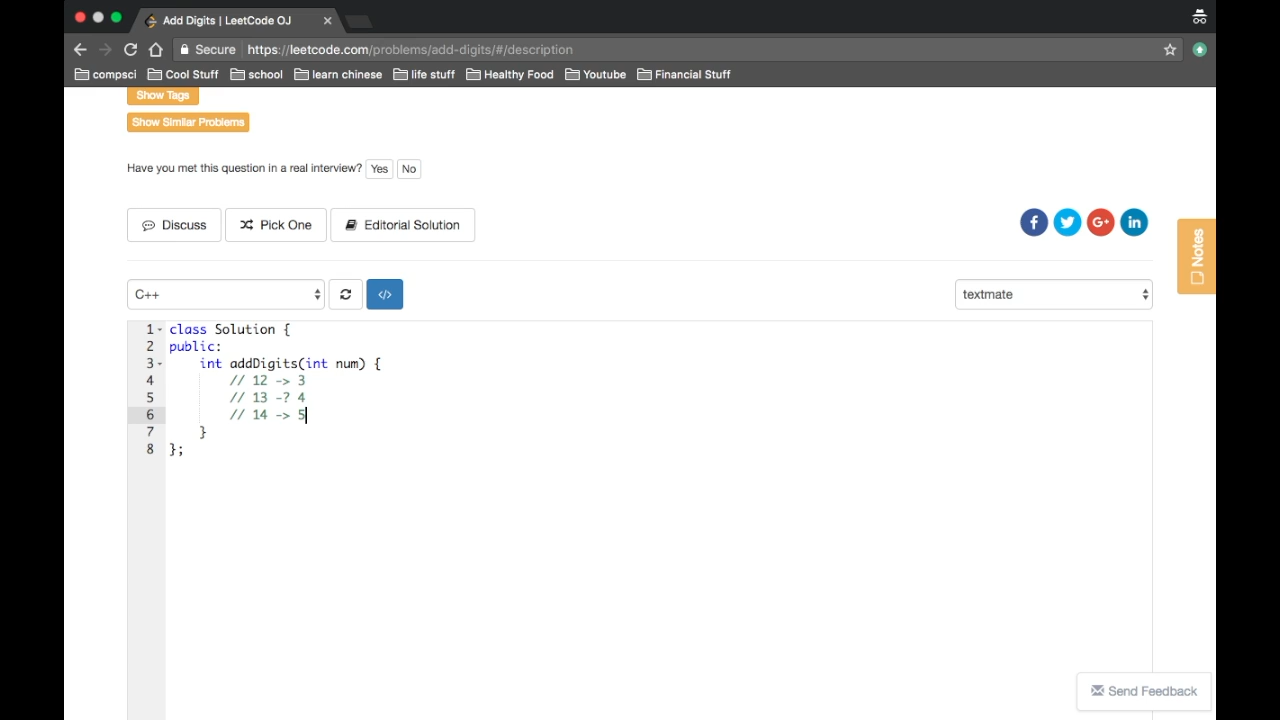 Add Digits | LeetCode OJ
Secure https://leetcode.com/problems/add-digits/#/description
compsci Cool Stuff school learn chinese life stuff Healthy Food Youtube Financial Stuff
Show Tags
Show Similar Problems
Have you met this question in a real interview? Yes No
Discuss Pick One Editorial Solution
f G+ in
Notes
C++ </> textmate
1 class Solution {
2 public:
3 int addDigits(int num) {
4 // 12 -> 3
5 // 13 -? 4
6 // 14 -> 5
7 }
8 };
Send Feedback